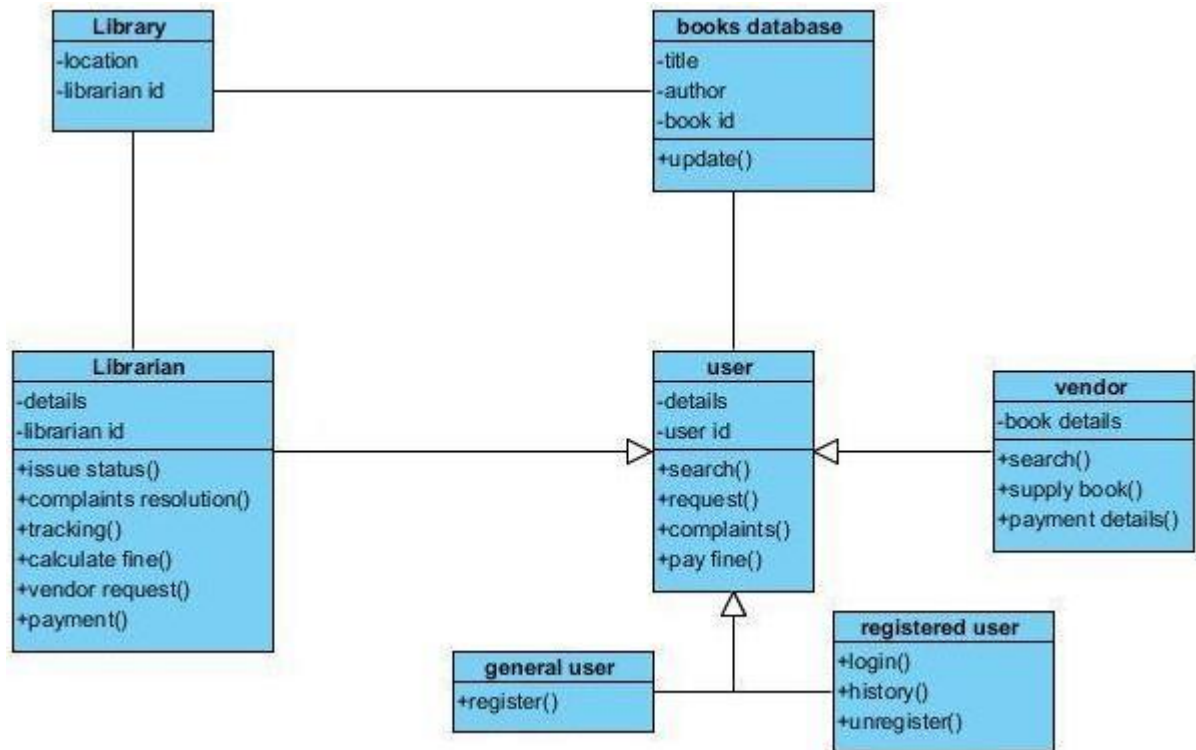 Library
-location
-librarian id
books database
-title
-author
-book id
+update()
Librarian
-details
-librarian id
+issue status()
+complaints resolution()
+tracking()
+calculate fine()
+vendor request()
+payment()
user
-details
-user id
+search()
+request()
+complaints()
+pay fine()
vendor
-book details
+search()
+supply book()
+payment details()
general user
+register()
registered user
+login()
+history()
+unregister()